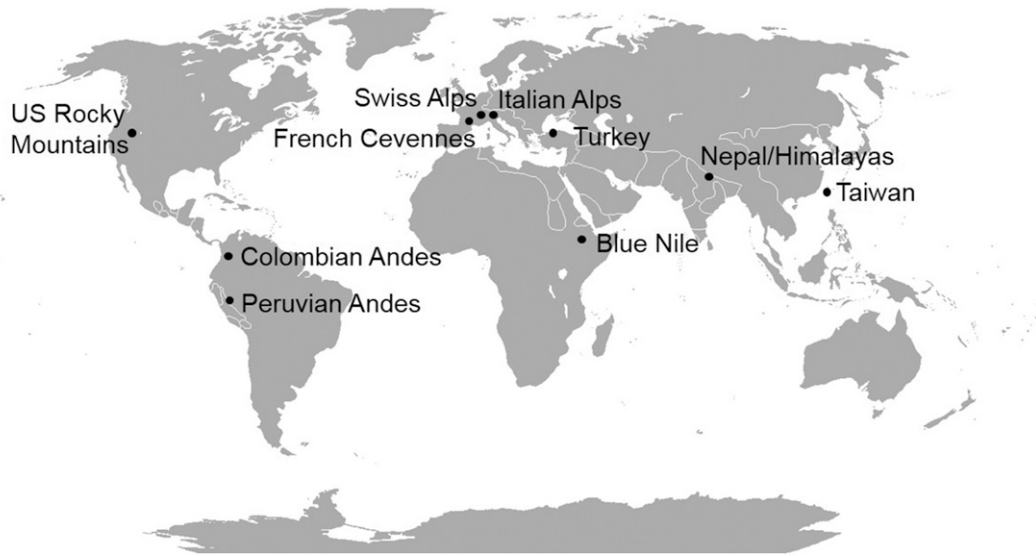 Swiss Alps
Italian Alps
US Rocky
Mountains
French Cevennes
Turkey
Nepal/Himalayas
Taiwan
Blue Nile
Colombian Andes
Peruvian Andes